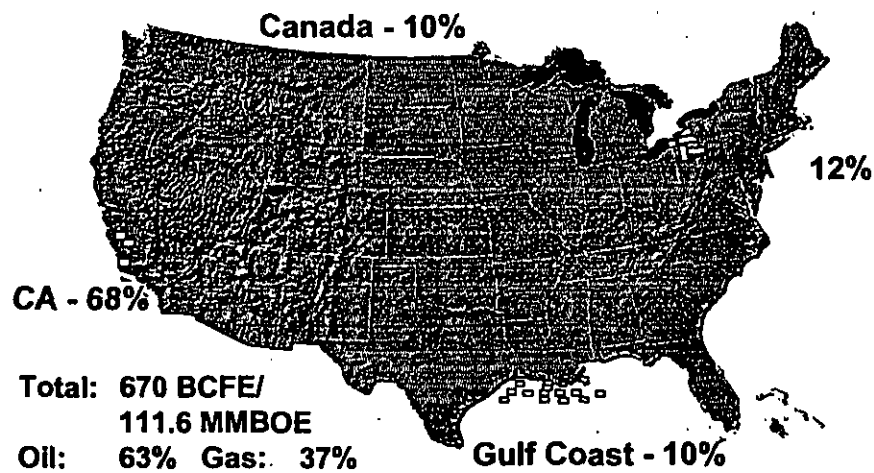 Canada - 10%
12%
CA - 68%
Total: 670 BCFE/
111.6 MMBOE
Oil: 63% Gas: 37%
Gulf Coast - 10%